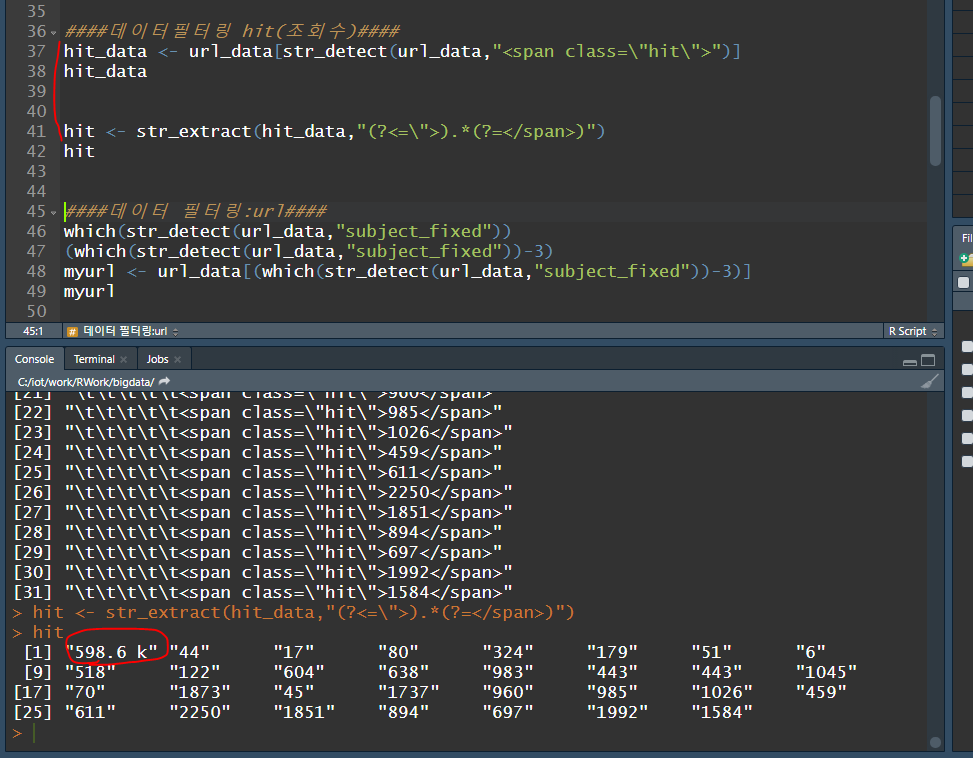 35
36 ####데이터필터링 hit(조회수)####
37 hit_data <- url_data[str_detect(url_data,"<span class=\"hit\">")]
38 hit_data
39
40
41 hit <- str_extract(hit_data,"(?<=\">).*(?=</span>)")
42 hit
43
44
45 ####데이터 필터링:url####
46 which(str_detect(url_data,"subject_fixed"))
47 (which(str_detect(url_data,"subject_fixed"))-3)
48 myurl <- url_data[(which(str_detect(url_data,"subject_fixed"))-3)]
49 myurl
50
45:1 # 데이터 필터링:url R Script
Fil
Console Terminal × Jobs ×
C:/iot/work/RWork/bigdata/
[21] "\t\t\t\t\t<span class=\"hit\">960</span>"
[22] "\t\t\t\t\t<span class=\"hit\">985</span>"
[23] "\t\t\t\t\t<span class=\"hit\">1026</span>"
[24] "\t\t\t\t\t<span class=\"hit\">459</span>"
[25] "\t\t\t\t\t<span class=\"hit\">611</span>"
[26] "\t\t\t\t\t<span class=\"hit\">2250</span>"
[27] "\t\t\t\t\t<span class=\"hit\">1851</span>"
[28] "\t\t\t\t\t<span class=\"hit\">894</span>"
[29] "\t\t\t\t\t<span class=\"hit\">697</span>"
[30] "\t\t\t\t\t<span class=\"hit\">1992</span>"
[31] "\t\t\t\t\t<span class=\"hit\">1584</span>"
> hit <- str_extract(hit_data,"(?<=\">).*(?=</span>)")
> hit
[1] "598.6 k" "44" "17" "80" "324" "179" "51" "6"
[9] "518" "122" "604" "638" "983" "443" "443" "1045"
[17] "70" "1873" "45" "1737" "960" "985" "1026" "459"
[25] "611" "2250" "1851" "894" "697" "1992" "1584"
>